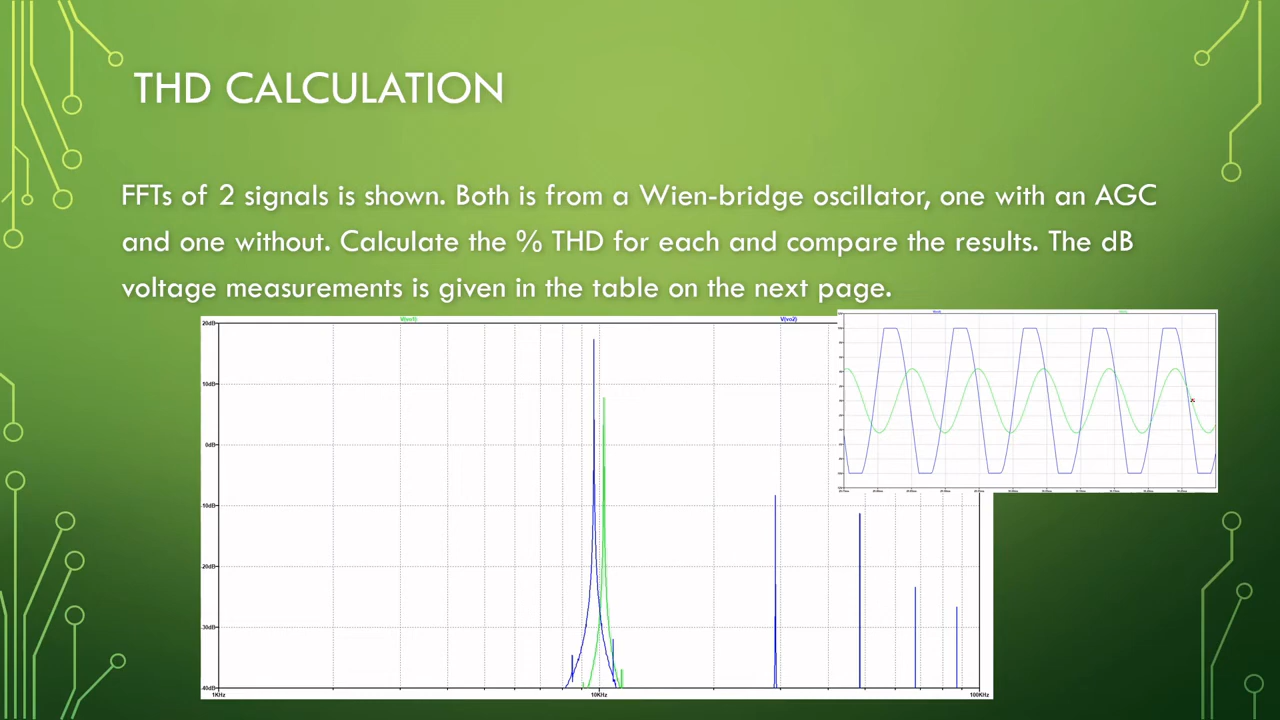 THD CALCULATION
FFTs of 2 signals is shown. Both is from a Wien-bridge oscillator, one with an AGC
and one without. Calculate the % THD for each and compare the results. The dB
voltage measurements is given in the table on the next page.
V(vo1) V(vo2)
20dB
10dB
0dB
-10dB
-20dB
-30dB
-40dB
1KHz 10KHz 100KHz